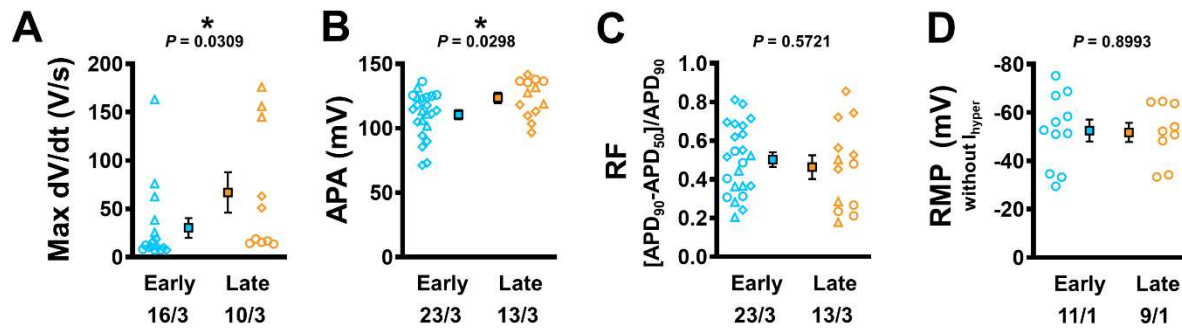 A
*
P = 0.0309
Max dV/dt (V/s)
200
150
100
50
0
Early
Late
16/3
10/3
B
*
P = 0.0298
APA (mV)
150
100
50
0
Early
Late
23/3
13/3
C
P = 0.5721
RF
[APD90-APD50]/APD90
1.0
0.8
0.6
0.4
0.2
0.0
Early
Late
23/3
13/3
D
P = 0.8993
RMP (mV)
without Ihyper
-80
-60
-40
-20
0
Early
Late
11/1
9/1